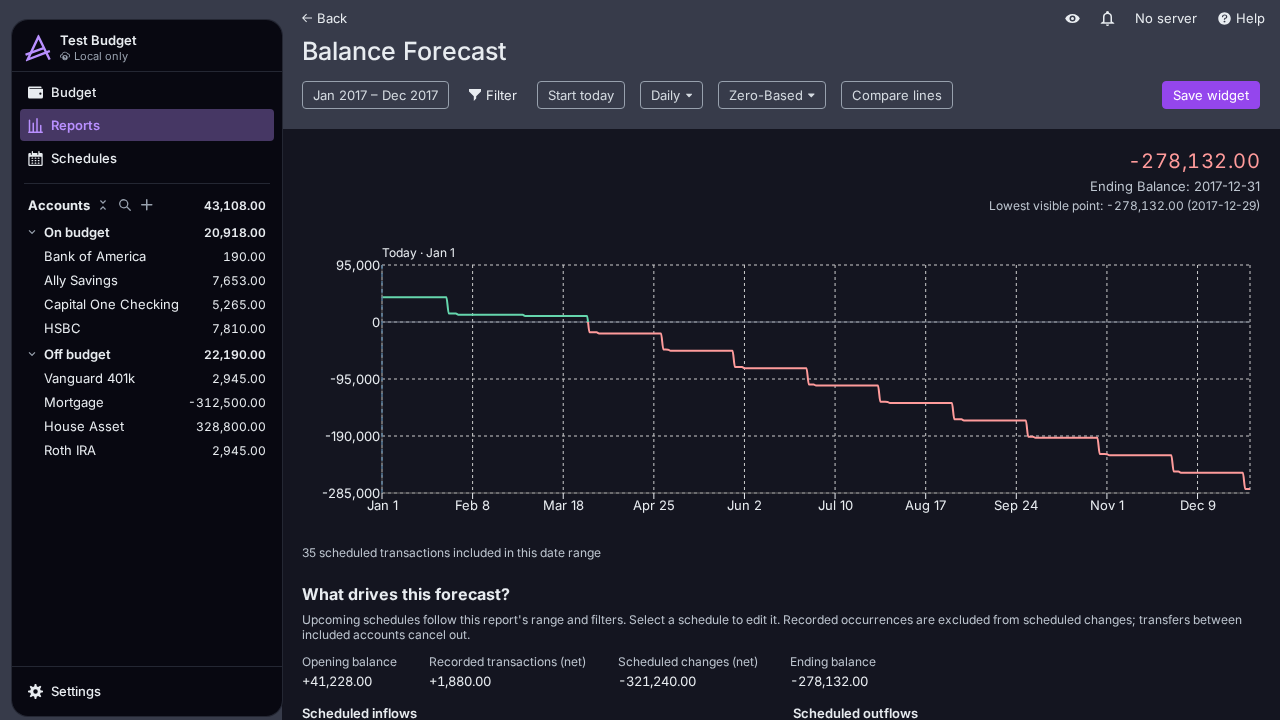 Test Budget
Local only
Budget
Reports
Schedules
Accounts 43,108.00
On budget 20,918.00
Bank of America 190.00
Ally Savings 7,653.00
Capital One Checking 5,265.00
HSBC 7,810.00
Off budget 22,190.00
Vanguard 401k 2,945.00
Mortgage -312,500.00
House Asset 328,800.00
Roth IRA 2,945.00
Settings
Back
No server
Help
Balance Forecast
Jan 2017 – Dec 2017
Filter
Start today
Daily
Zero-Based
Compare lines
Save widget
-278,132.00
Ending Balance: 2017-12-31
Lowest visible point: -278,132.00 (2017-12-29)
Today · Jan 1
95,000
0
-95,000
-190,000
-285,000
Jan 1 Feb 8 Mar 18 Apr 25 Jun 2 Jul 10 Aug 17 Sep 24 Nov 1 Dec 9
35 scheduled transactions included in this date range
What drives this forecast?
Upcoming schedules follow this report's range and filters. Select a schedule to edit it. Recorded occurrences are excluded from scheduled changes; transfers between
included accounts cancel out.
Opening balance Recorded transactions (net) Scheduled changes (net) Ending balance
+41,228.00 +1,880.00 -321,240.00 -278,132.00
Scheduled inflows Scheduled outflows